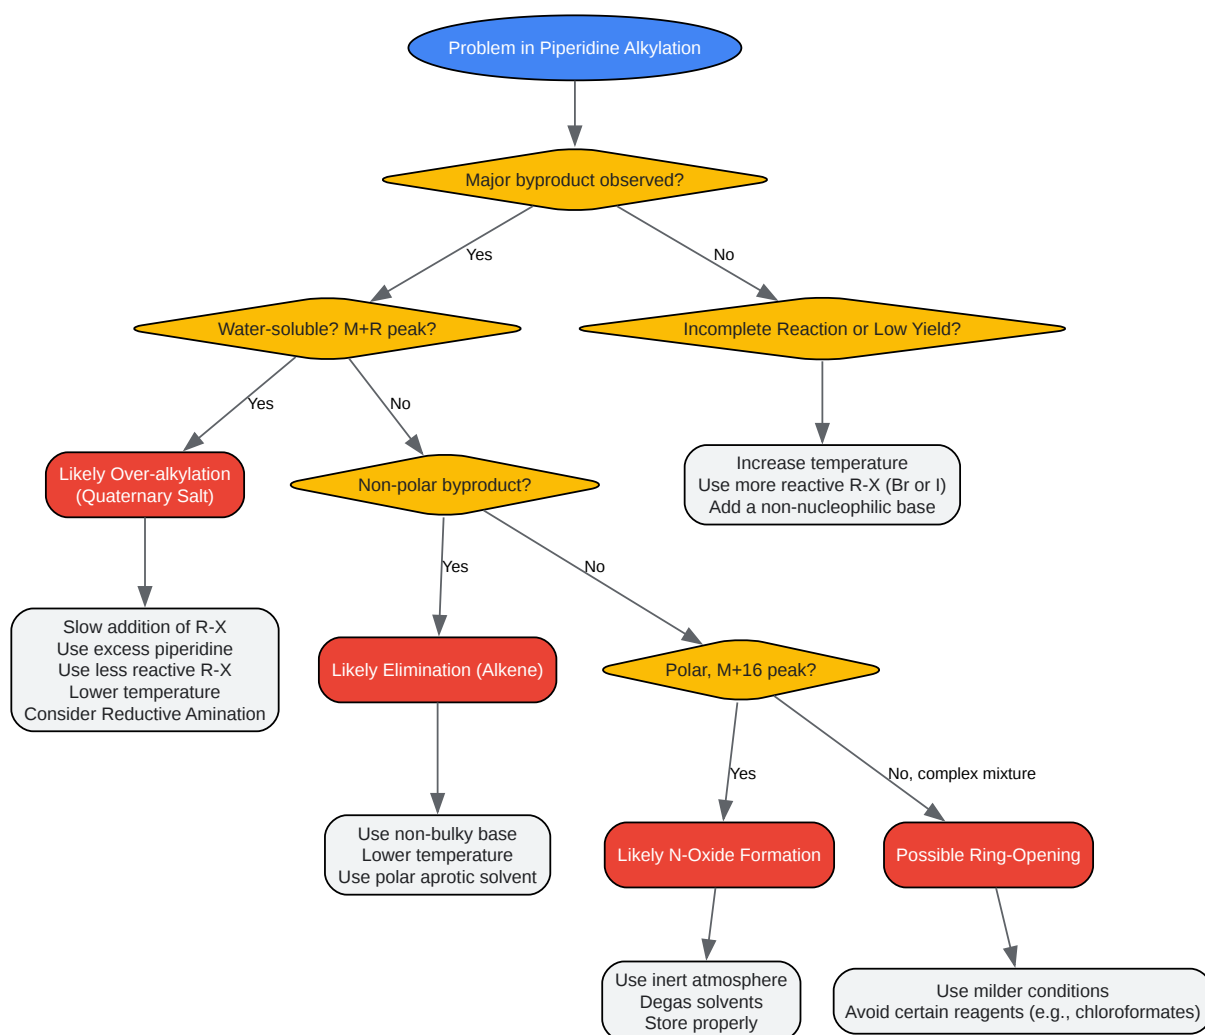 Problem in Piperidine Alkylation
Major byproduct observed?
Yes
No
Water-soluble? M+R peak?
Incomplete Reaction or Low Yield?
Yes
No
Likely Over-alkylation
(Quaternary Salt)
Non-polar byproduct?
Increase temperature
Use more reactive R-X (Br or I)
Add a non-nucleophilic base
Yes
No
Slow addition of R-X
Use excess piperidine
Use less reactive R-X
Lower temperature
Consider Reductive Amination
Likely Elimination (Alkene)
Polar, M+16 peak?
Yes
No, complex mixture
Use non-bulky base
Lower temperature
Use polar aprotic solvent
Likely N-Oxide Formation
Possible Ring-Opening
Use inert atmosphere
Degas solvents
Store properly
Use milder conditions
Avoid certain reagents (e.g., chloroformates)